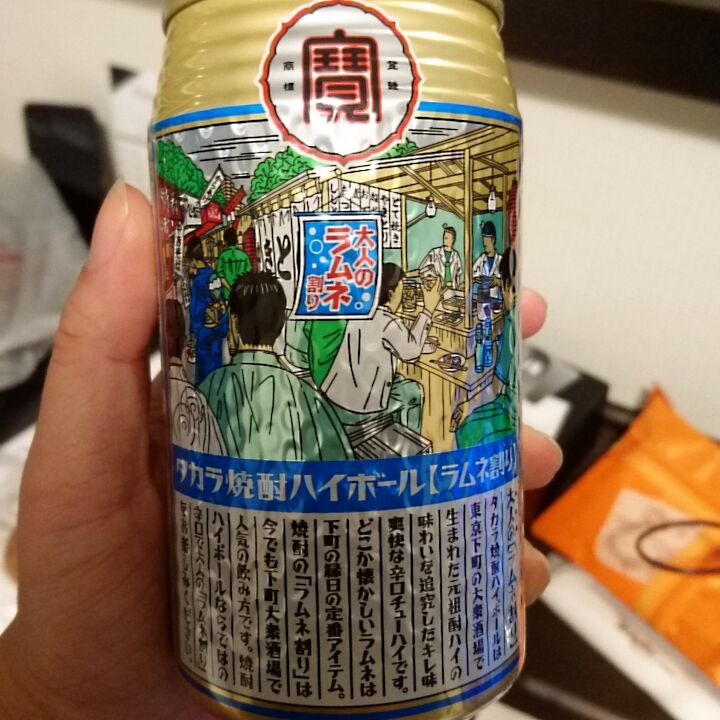 寶
登録
商標
大人の
ラムネ
割り
タカラ焼酎ハイボール【ラムネ割り】
タカラ焼酎ハイボールは
東京下町の大衆酒場で
生まれた元祖酎ハイの
味わいを追究したキレ味
爽快な辛口チューハイです。
どこか懐かしいラムネは
下町の縁日の定番アイテム。
焼酎の「ラムネ割り」は
今でも下町大衆酒場で
人気の飲み方です。焼酎
ハイボールならではの
辛口で大人の「ラムネ割り」